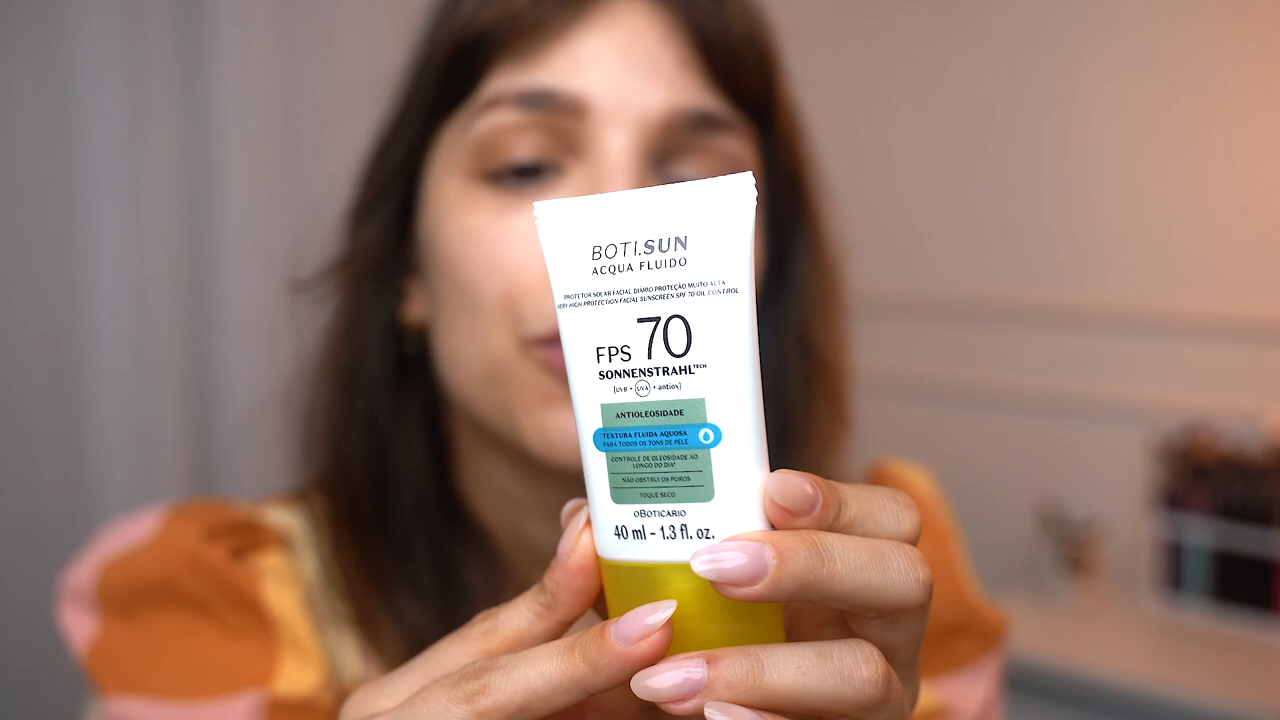 BOTI.SUN
ACQUA FLUIDO
PROTETOR SOLAR FACIAL DIÁRIO PROTEÇÃO MUITO ALTA
VERY HIGH PROTECTION FACIAL SUNSCREEN SPF 70 OIL CONTROL
FPS 70
SONNENSTRAHL TECH
[UVB + UVA + antiox]
ANTIOLEOSIDADE
TEXTURA FLUIDA AQUOSA
PARA TODOS OS TONS DE PELE
CONTROLE DE OLEOSIDADE AO
LONGO DO DIA*
NÃO OBSTRUI OS POROS
TOQUE SECO
oBOTICÁRIO
40 ml - 1.3 fl. oz.